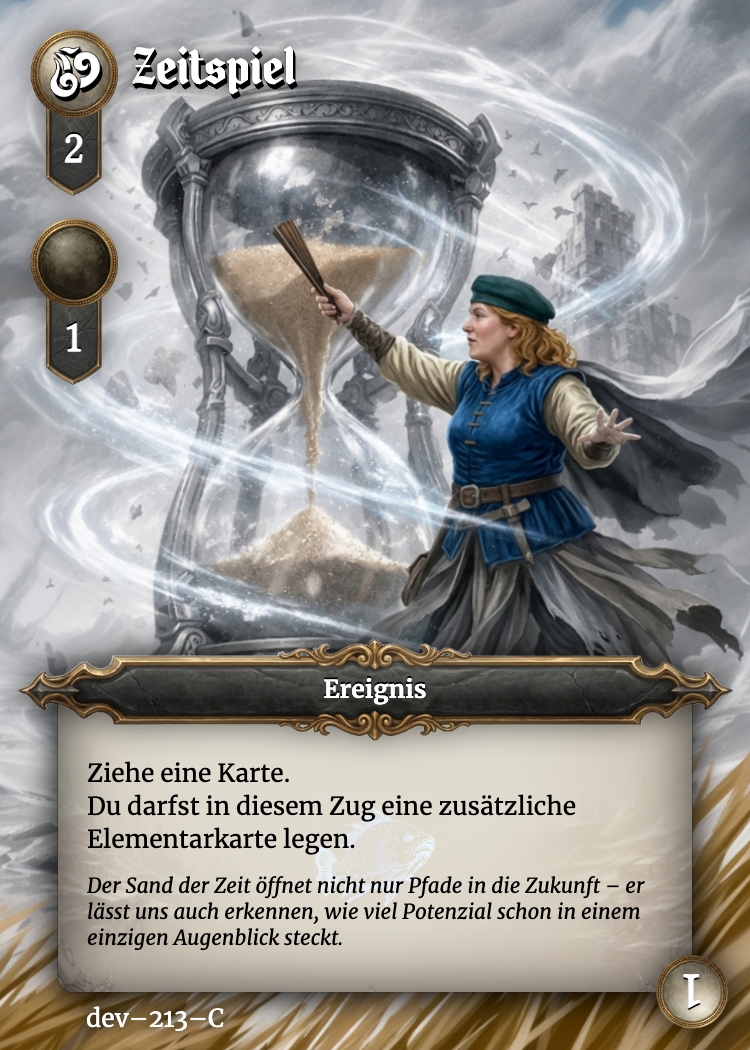 Zeitspiel
2
1
Ereignis
Ziehe eine Karte.
Du darfst in diesem Zug eine zusätzliche
Elementarkarte legen.
Der Sand der Zeit öffnet nicht nur Pfade in die Zukunft – er
lässt uns auch erkennen, wie viel Potenzial schon in einem
einzigen Augenblick steckt.
1
dev–213–C